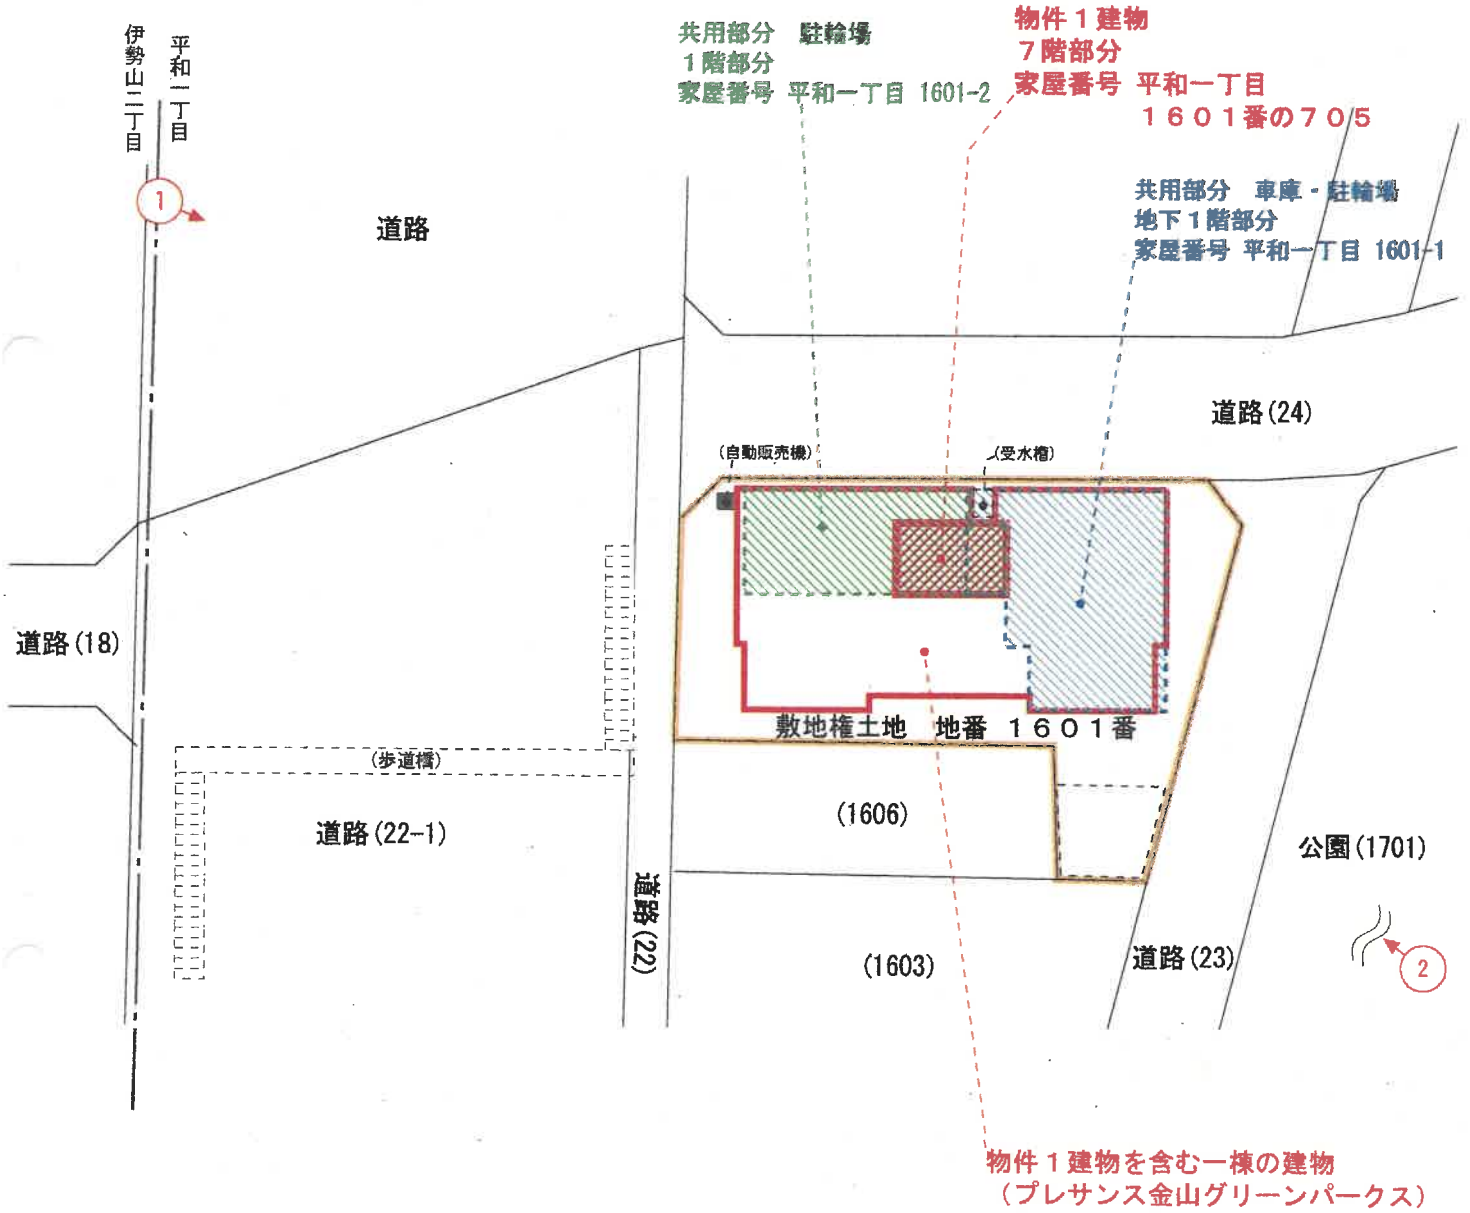 伊勢山二丁目
平和一丁目
共用部分　駐輪場
１階部分
家屋番号 平和一丁目 1601-2
物件１建物
７階部分
家屋番号 平和一丁目
１６０１番の７０５
共用部分　車庫・駐輪場
地下１階部分
家屋番号 平和一丁目 1601-1
①
道路
道路(24)
(自動販売機)
(受水槽)
道路(18)
敷地権土地　地番　１６０１番
(歩道橋)
道路(22-1)
(1606)
公園(1701)
道路(22)
(1603)
道路(23)
②
物件１建物を含む一棟の建物
（プレサンス金山グリーンパークス）